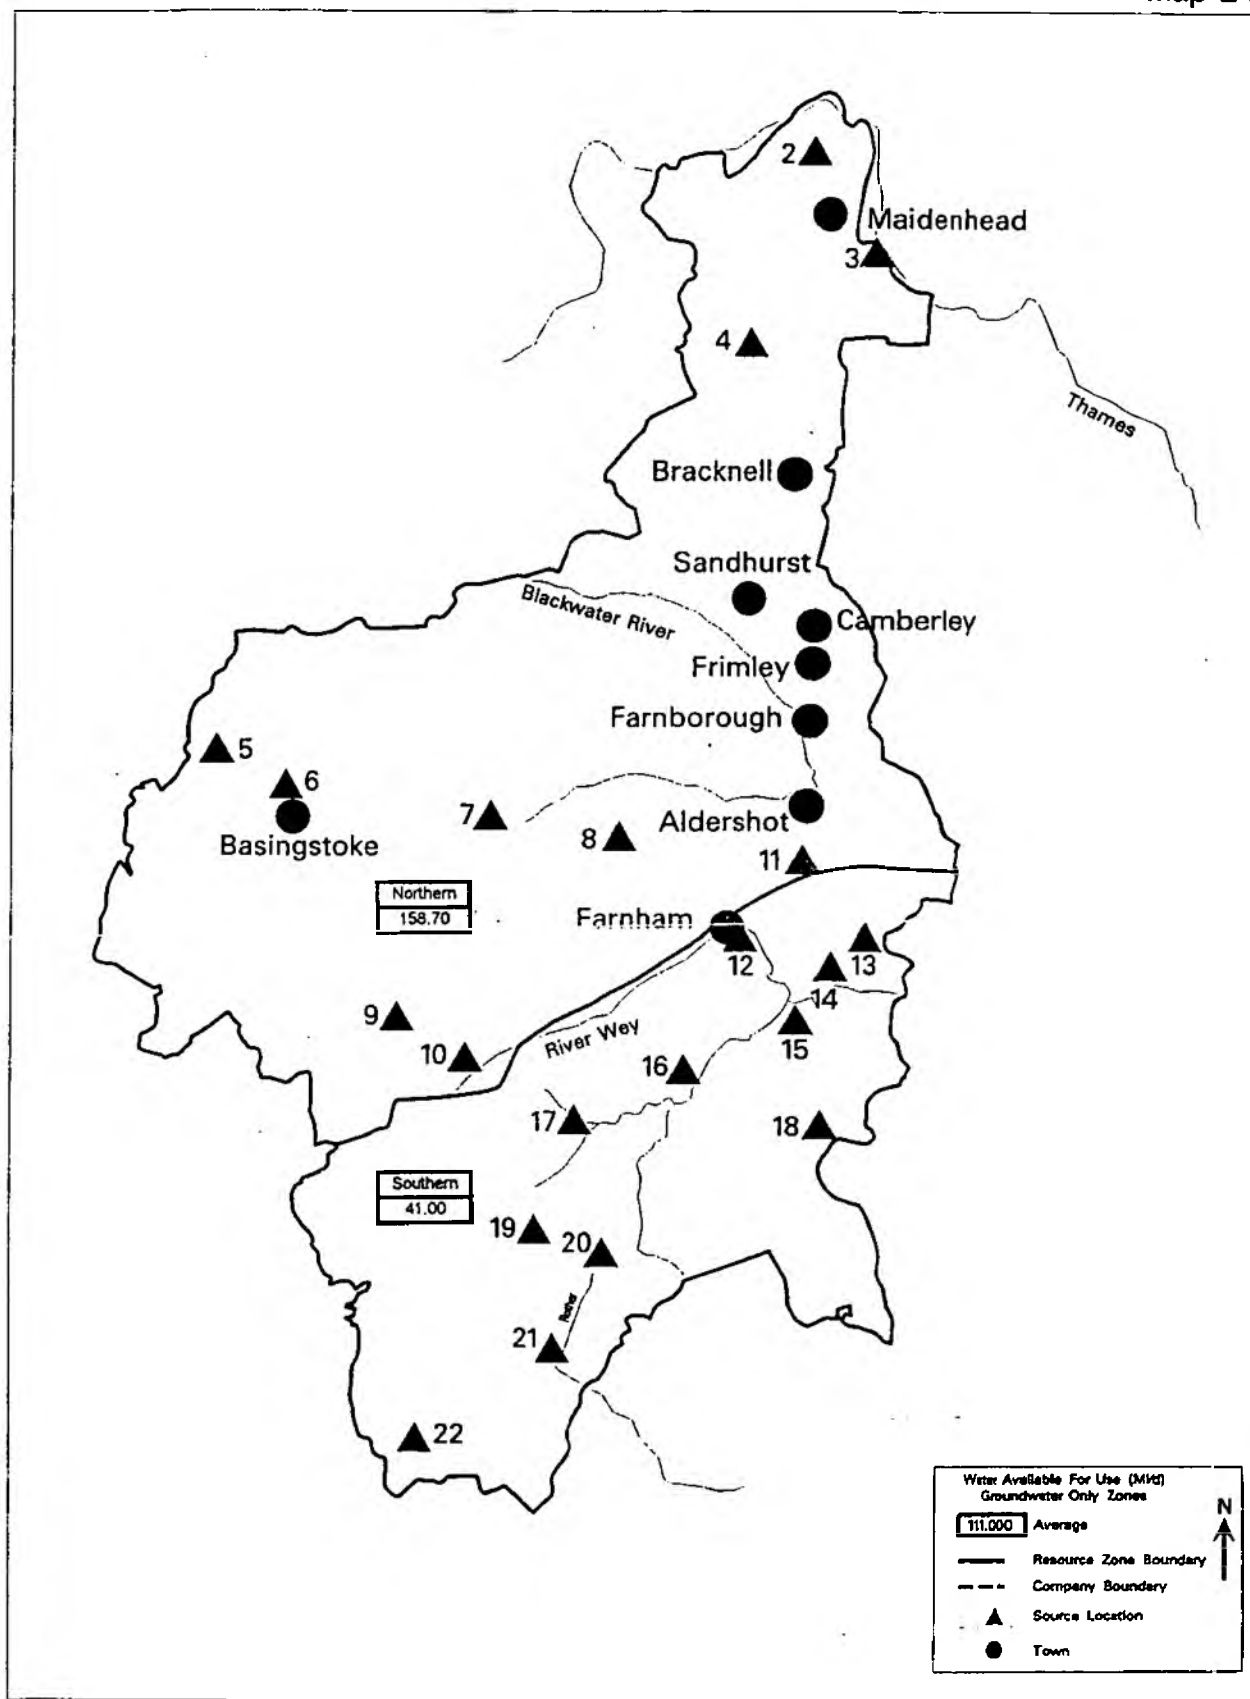 2
Maidenhead
3
4
Thames
Bracknell
Sandhurst
Blackwater River
Camberley
Frimley
Farnborough
5
6
7
Aldershot
8
Basingstoke
11
Northern
158.70
Farnham
12
13
14
9
River Wey
15
10
16
17
18
Southern
41.00
19
20
Rother
21
22
Water Available For Use (Ml/d)
Groundwater Only Zones
N
111.000 Average
Resource Zone Boundary
Company Boundary
Source Location
Town